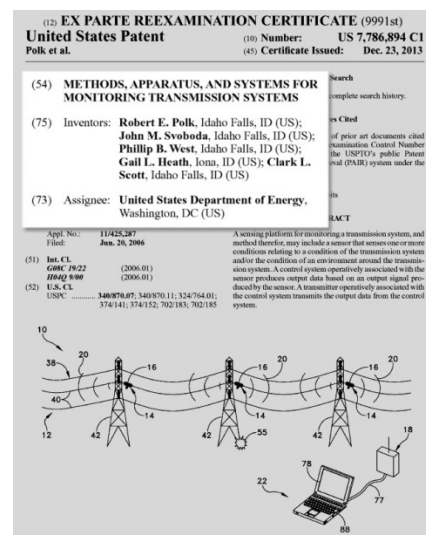 (12) EX PARTE REEXAMINATION CERTIFICATE (9991st)
United States Patent
Polk et al.
(10) Number: US 7,786,894 C1
(45) Certificate Issued: Dec. 23, 2013
(54) METHODS, APPARATUS, AND SYSTEMS FOR
MONITORING TRANSMISSION SYSTEMS
(75) Inventors: Robert E. Polk, Idaho Falls, ID (US);
John M. Svoboda, Idaho Falls, ID (US);
Phillip B. West, Idaho Falls, ID (US);
Gail L. Heath, Iona, ID (US); Clark L.
Scott, Idaho Falls, ID (US)
(73) Assignee: United States Department of Energy,
Washington, DC (US)
Search
complete search history.
Cited
of prior art documents cited
examination Control Number
the USPTO's public Patent
(PAIR) system under the
Appl. No.: 11/425,287
Filed: Jun. 20, 2006
(51) Int. Cl.
G08C 19/22 (2006.01)
H04Q 9/00 (2006.01)
(52) U.S. Cl.
USPC ............ 340/870.07; 340/870.11; 324/764.01;
374/141; 374/152; 702/183; 702/185
A sensing platform for monitoring a transmission system, and
method therefor, may include a sensor that senses one or more
conditions relating to a condition of the transmission system
and/or the condition of an environment around the transmis-
sion system. A control system operatively associated with the
sensor produces output data based on an output signal pro-
duced by the sensor. A transmitter operatively associated with
the control system transmits the output data from the control
system.
10
38
20
16
16
20
16
40
14
14
14
12
42
42
55
42
18
78
22
77
88